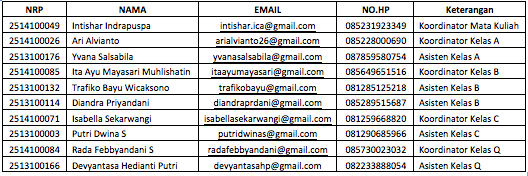 NRP NAMA EMAIL NO.HP Keterangan
2514100049 Intishar Indrapuspa intishar.ica@gmail.com 085231923349 Koordinator Mata Kuliah
2514100026 Ari Alvianto arialvianto26@gmail.com 085228000690 Koordinator Kelas A
2513100176 Yvana Salsabila yvanasalsabila@gmail.com 087859580754 Asisten Kelas A
2514100085 Ita Ayu Mayasari Muhlishatin itaayumayasari@gmail.com 085649651516 Koordinator Kelas B
2513100132 Trafiko Bayu Wicaksono trafikobayu@gmail.com 081285125218 Asisten Kelas B
2513100114 Diandra Priyandani diandraprdani@gmail.com 085289515687 Asisten Kelas B
2514100071 Isabella Sekarwangi isabellasekarwangi@gmail.com 081259668820 Koordinator Kelas C
2513100003 Putri Dwina S putridwinas@gmail.com 081290685966 Asisten Kelas C
2514100084 Rada Febbyandani S radafebbyandani@gmail.com 085730023032 Koordinator Kelas Q
2513100166 Devyantasa Hedianti Putri devyantasahp@gmail.com 082233888054 Asisten Kelas Q